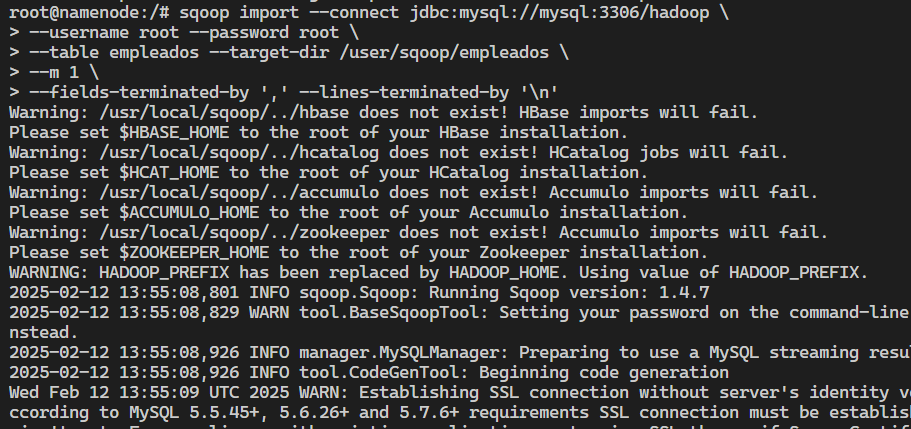 root@namenode:/# sqoop import --connect jdbc:mysql://mysql:3306/hadoop \
> --username root --password root \
> --table empleados --target-dir /user/sqoop/empleados \
> --m 1 \
> --fields-terminated-by ',' --lines-terminated-by '\n'
Warning: /usr/local/sqoop/../hbase does not exist! HBase imports will fail.
Please set $HBASE_HOME to the root of your HBase installation.
Warning: /usr/local/sqoop/../hcatalog does not exist! HCatalog jobs will fail.
Please set $HCAT_HOME to the root of your HCatalog installation.
Warning: /usr/local/sqoop/../accumulo does not exist! Accumulo imports will fail.
Please set $ACCUMULO_HOME to the root of your Accumulo installation.
Warning: /usr/local/sqoop/../zookeeper does not exist! Accumulo imports will fail.
Please set $ZOOKEEPER_HOME to the root of your Zookeeper installation.
WARNING: HADOOP_PREFIX has been replaced by HADOOP_HOME. Using value of HADOOP_PREFIX.
2025-02-12 13:55:08,801 INFO sqoop.Sqoop: Running Sqoop version: 1.4.7
2025-02-12 13:55:08,829 WARN tool.BaseSqoopTool: Setting your password on the command-line
nstead.
2025-02-12 13:55:08,926 INFO manager.MySQLManager: Preparing to use a MySQL streaming resu
2025-02-12 13:55:08,926 INFO tool.CodeGenTool: Beginning code generation
Wed Feb 12 13:55:09 UTC 2025 WARN: Establishing SSL connection without server's identity ve
ccording to MySQL 5.5.45+, 5.6.26+ and 5.7.6+ requirements SSL connection must be establis